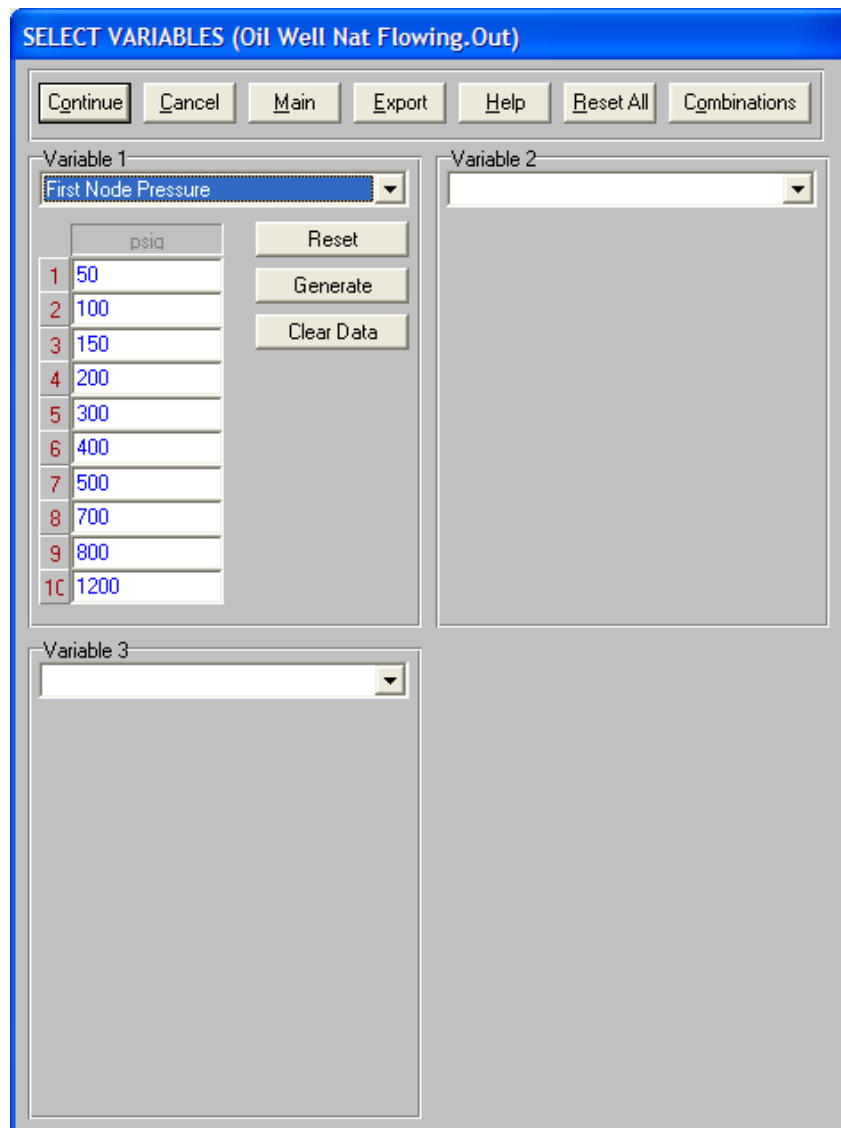 SELECT VARIABLES (Oil Well Nat Flowing.Out)
Continue Cancel Main Export Help Reset All Combinations
Variable 1
First Node Pressure
psig
1 50
2 100
3 150
4 200
5 300
6 400
7 500
8 700
9 800
10 1200
Reset
Generate
Clear Data
Variable 2
Variable 3